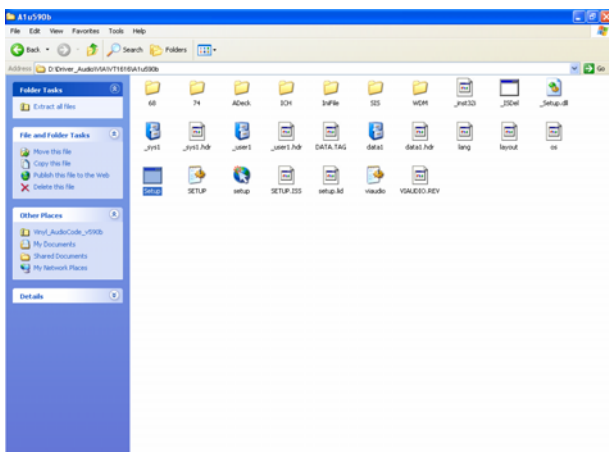 A1u590b
File Edit View Favorites Tools Help
Back Search Folders
Address D:\Driver_Audio\VIA\VT1616\A1u590b Go
Folder Tasks
Extract all files
File and Folder Tasks
Move this file
Copy this file
Publish this file to the Web
Delete this file
Other Places
Vinyl_AudioCode_v590b
My Documents
Shared Documents
My Network Places
Details
68 74 ADeck ICH IniFile SIS WDM _inst32i _ISDel _Setup.dll
_sys1 _sys1.hdr _user1 _user1.hdr DATA.TAG data1 data1.hdr lang layout os
Setup SETUP setup SETUP.ISS setup.lid viaudio VIAUDIO.REV